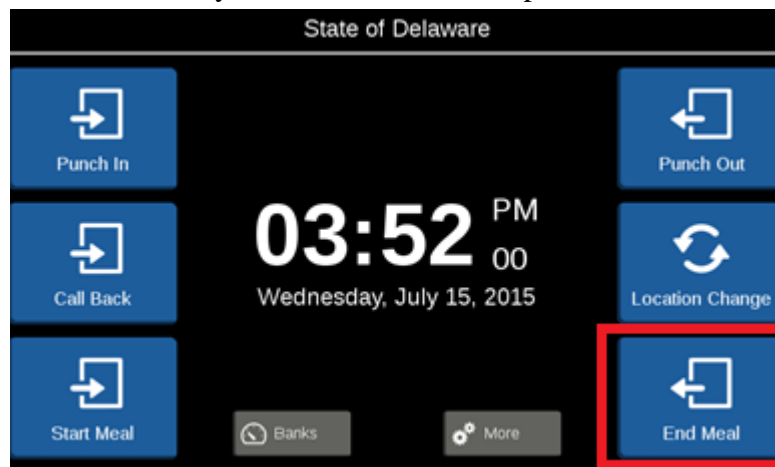 State of Delaware
Punch In
Punch Out
03:52 PM
00
Call Back
Wednesday, July 15, 2015
Location Change
Start Meal
Banks
More
End Meal